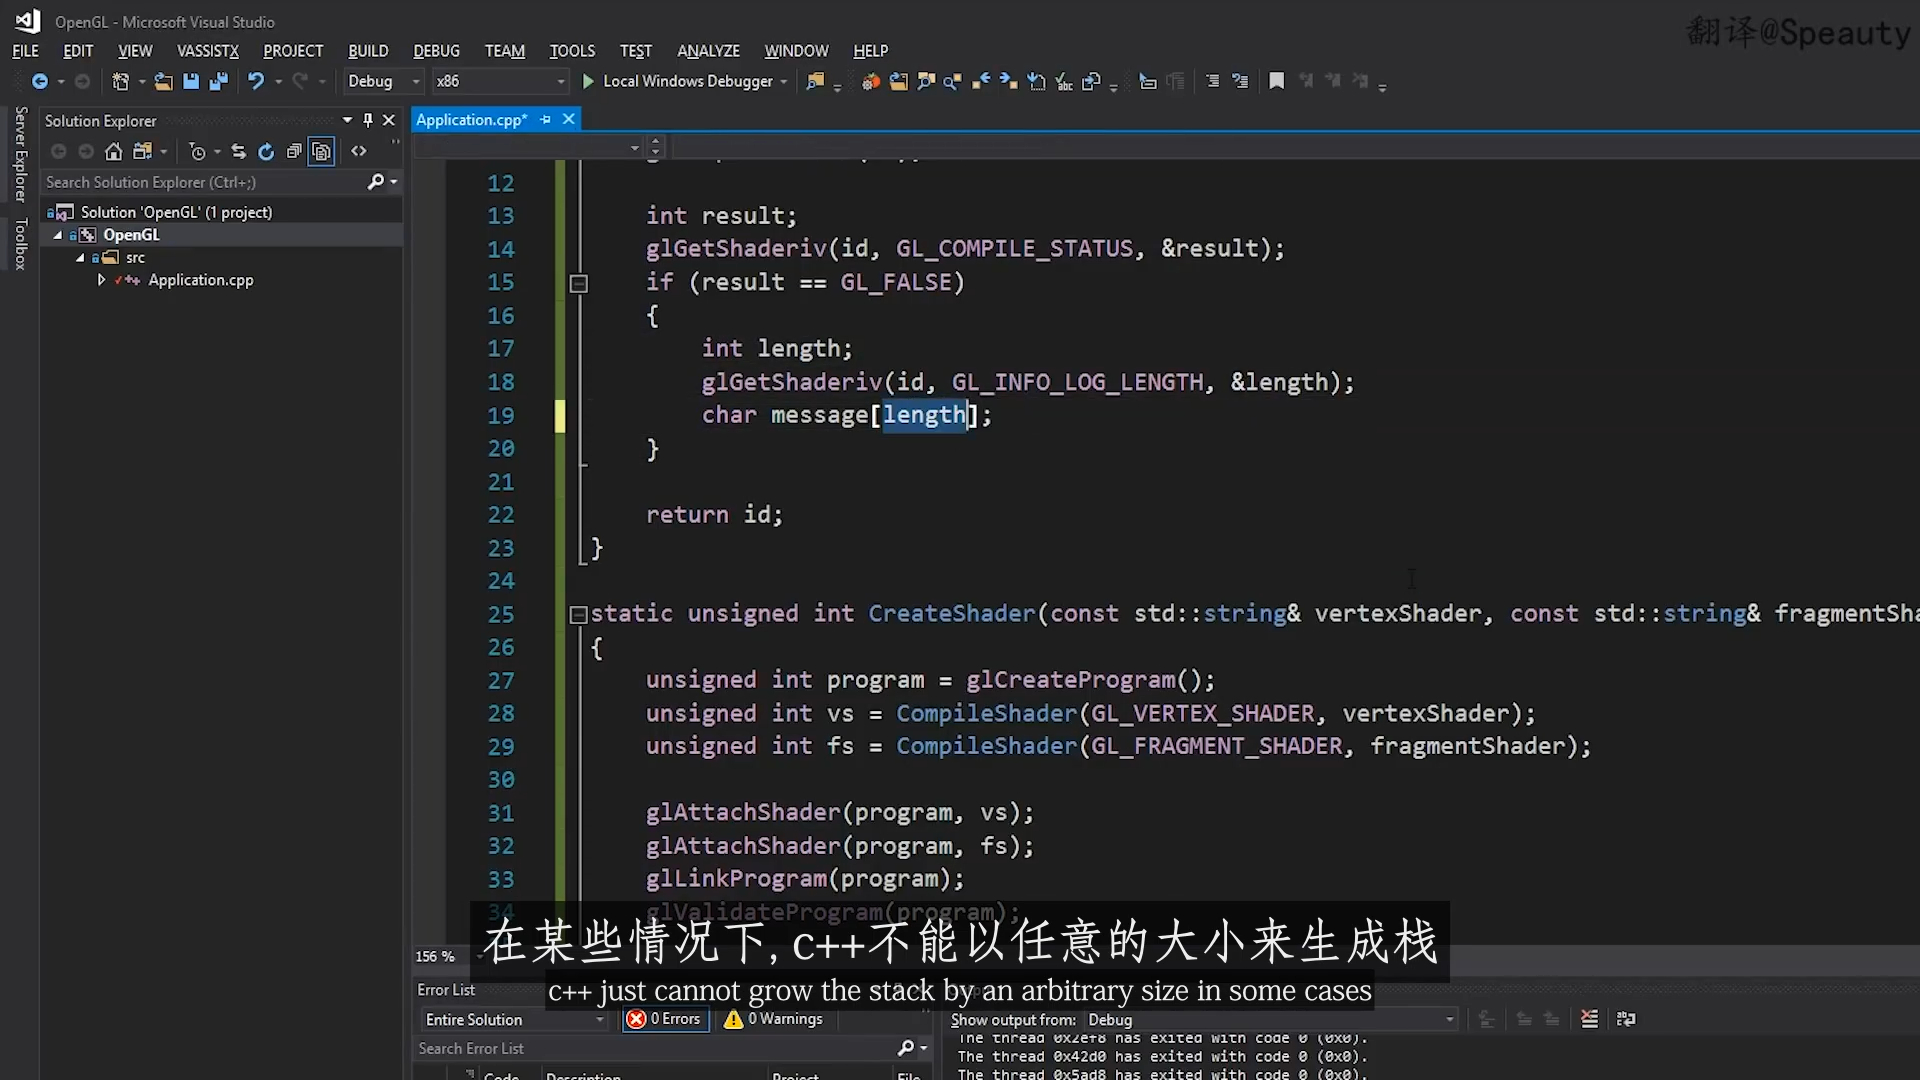 OpenGL - Microsoft Visual Studio
翻译@Speauty
FILE EDIT VIEW VASSISTX PROJECT BUILD DEBUG TEAM TOOLS TEST ANALYZE WINDOW HELP
Debug x86 Local Windows Debugger
Server Explorer
Toolbox
Solution Explorer
Search Solution Explorer (Ctrl+;)
Solution 'OpenGL' (1 project)
OpenGL
src
Application.cpp
Application.cpp*
12
13 int result;
14 glGetShaderiv(id, GL_COMPILE_STATUS, &result);
15 if (result == GL_FALSE)
16 {
17 int length;
18 glGetShaderiv(id, GL_INFO_LOG_LENGTH, &length);
19 char message[length];
20 }
21
22 return id;
23 }
24
25 static unsigned int CreateShader(const std::string& vertexShader, const std::string& fragmentSha
26 {
27 unsigned int program = glCreateProgram();
28 unsigned int vs = CompileShader(GL_VERTEX_SHADER, vertexShader);
29 unsigned int fs = CompileShader(GL_FRAGMENT_SHADER, fragmentShader);
30
31 glAttachShader(program, vs);
32 glAttachShader(program, fs);
33 glLinkProgram(program);
34 glValidateProgram(program);
在某些情况下, c++不能以任意的大小来生成栈
c++ just cannot grow the stack by an arbitrary size in some cases
156 %
Error List
Entire Solution 0 Errors 0 Warnings
Search Error List
Code Description Project File
Show output from: Debug
The thread 0x2ef8 has exited with code 0 (0x0).
The thread 0x42d0 has exited with code 0 (0x0).
The thread 0x5ad8 has exited with code 0 (0x0).